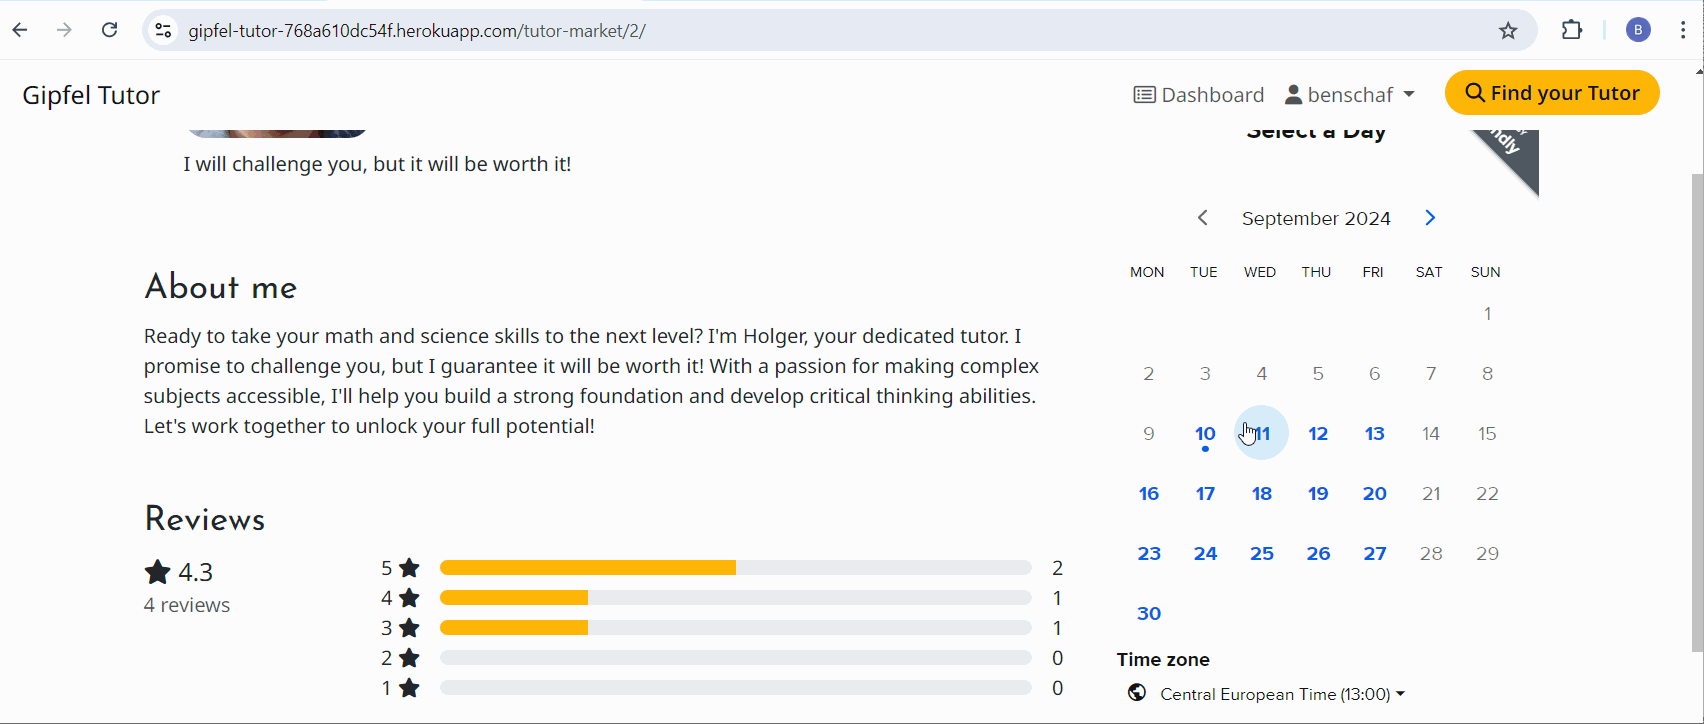 gipfel-tutor-768a610dc54f.herokuapp.com/tutor-market/2/
B
Gipfel Tutor
Dashboard
benschaf
Find your Tutor
I will challenge you, but it will be worth it!
About me
Ready to take your math and science skills to the next level? I'm Holger, your dedicated tutor. I
promise to challenge you, but I guarantee it will be worth it! With a passion for making complex
subjects accessible, I'll help you build a strong foundation and develop critical thinking abilities.
Let's work together to unlock your full potential!
Reviews
4.3
4 reviews
5 2
4 1
3 1
2 0
1 0
Select a Day
September 2024
MON TUE WED THU FRI SAT SUN
1
2 3 4 5 6 7 8
9 10 11 12 13 14 15
16 17 18 19 20 21 22
23 24 25 26 27 28 29
30
Time zone
Central European Time (13:00)